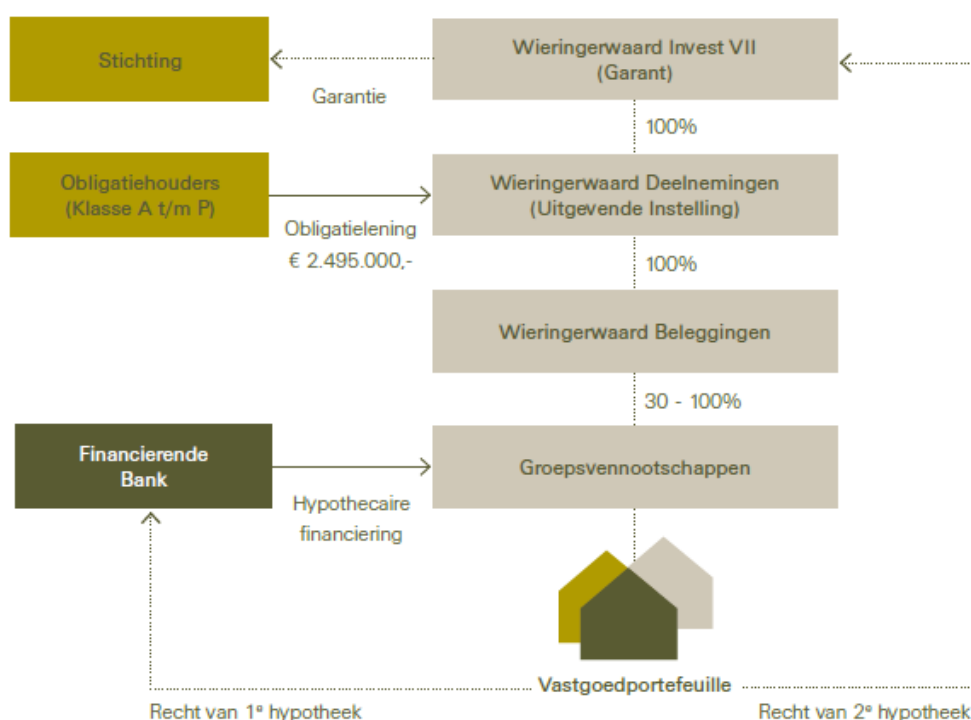 Stichting
Wieringerwaard Invest VII
(Garant)
Garantie
100%
Obligatiehouders
(Klasse A t/m P)
Wieringerwaard Deelnemingen
(Uitgevende Instelling)
Obligatielening
€ 2.495.000,-
100%
Wieringerwaard Beleggingen
30 - 100%
Financierende
Bank
Groepsvennootschappen
Hypothecaire
financiering
Vastgoedportefeuille
Recht van 1e hypotheek
Recht van 2e hypotheek